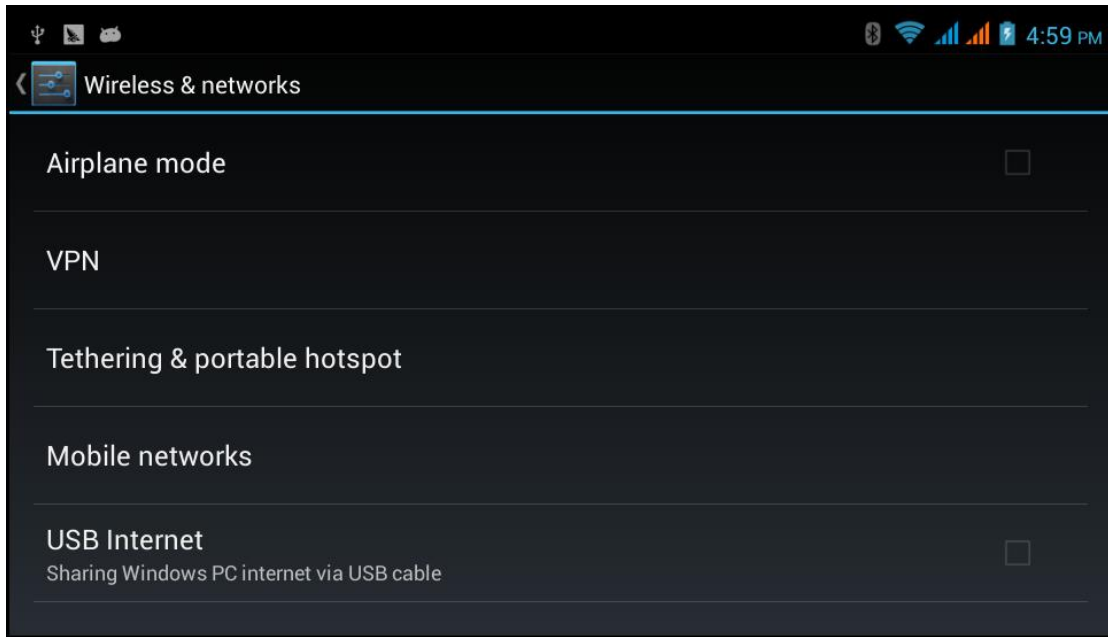 4:59 PM
Wireless & networks
Airplane mode
VPN
Tethering & portable hotspot
Mobile networks
USB Internet
Sharing Windows PC internet via USB cable